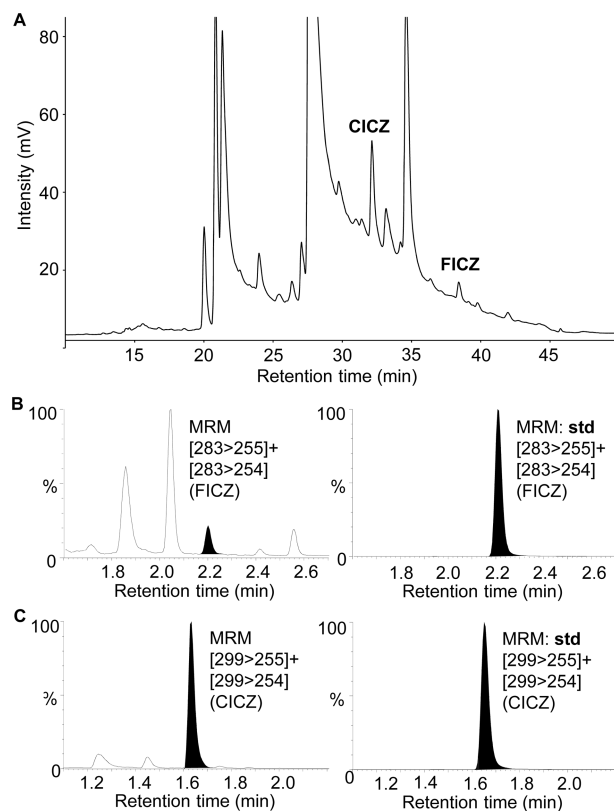 A
Intensity (mV)
80
60
40
20
CICZ
FICZ
15 20 25 30 35 40 45
Retention time (min)
B
100
%
0
MRM
[283>255]+
[283>254]
(FICZ)
1.8 2.0 2.2 2.4 2.6
Retention time (min)
100
%
0
MRM: std
[283>255]+
[283>254]
(FICZ)
1.8 2.0 2.2 2.4 2.6
Retention time (min)
C
100
%
0
MRM
[299>255]+
[299>254]
(CICZ)
1.2 1.4 1.6 1.8 2.0
Retention time (min)
100
%
0
MRM: std
[299>255]+
[299>254]
(CICZ)
1.2 1.4 1.6 1.8 2.0
Retention time (min)